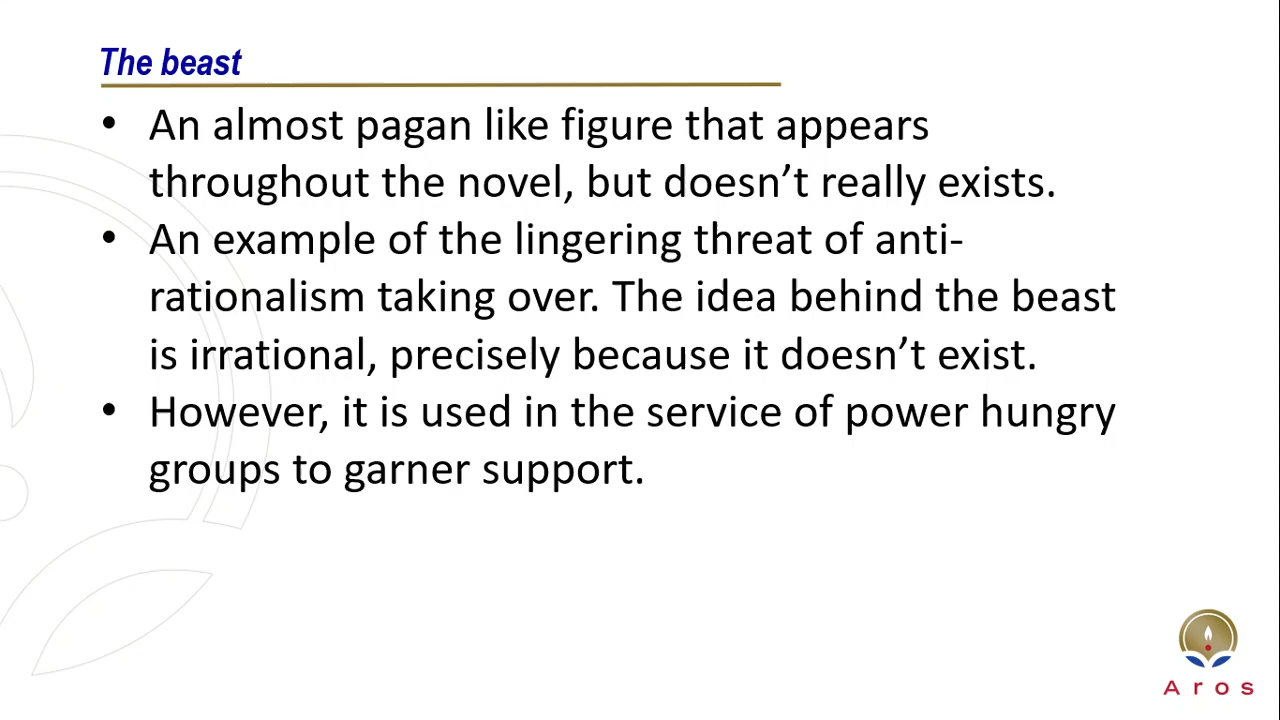 The beast
• An almost pagan like figure that appears
throughout the novel, but doesn’t really exists.
• An example of the lingering threat of anti-
rationalism taking over. The idea behind the beast
is irrational, precisely because it doesn’t exist.
• However, it is used in the service of power hungry
groups to garner support.
Aros